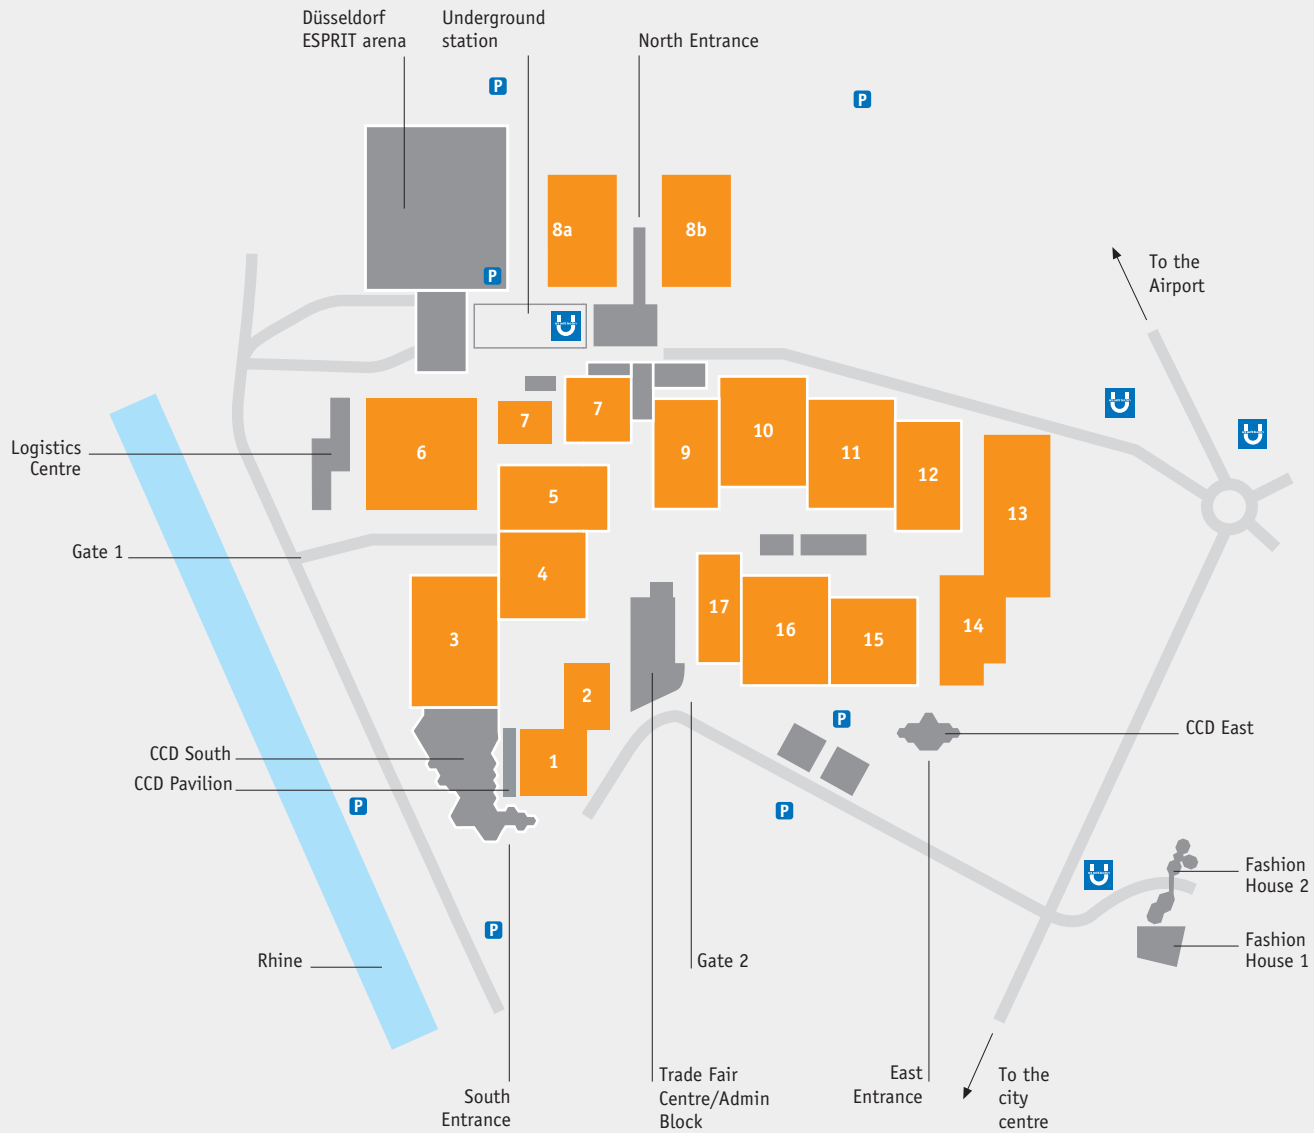 Düsseldorf
ESPRIT arena
Underground
station
North Entrance
P
P
8a
8b
P
To the
Airport
U
U
U
7
7
6
9
10
11
12
13
5
4
3
2
1
17
16
15
14
Logistics
Centre
Gate 1
CCD South
CCD Pavilion
P
P
CCD East
P
U
Fashion
House 2
Fashion
House 1
P
Rhine
Gate 2
South
Entrance
Trade Fair
Centre/Admin
Block
East
Entrance
To the
city
centre